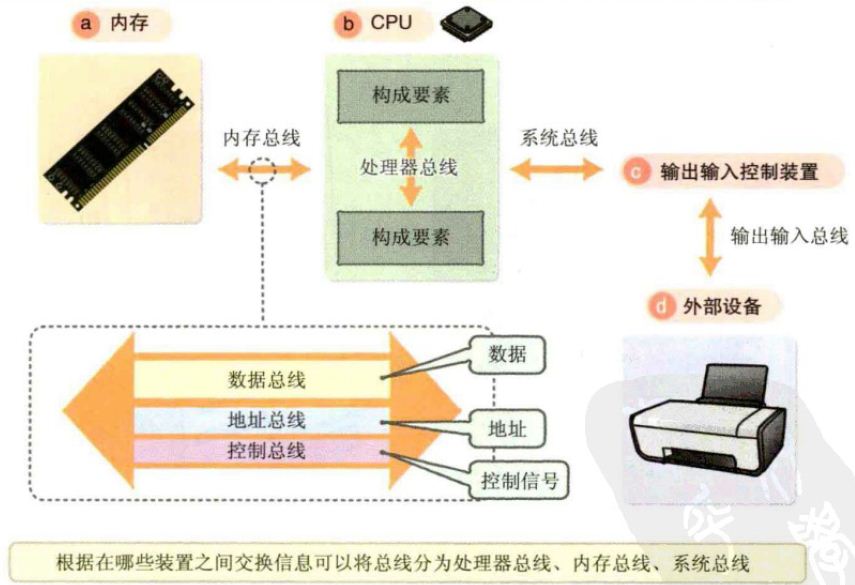 a 内存
b CPU
构成要素
内存总线
处理器总线
系统总线
c 输出输入控制装置
构成要素
输出输入总线
d 外部设备
数据
数据总线
地址总线
地址
控制总线
控制信号
根据在哪些装置之间交换信息可以将总线分为处理器总线、内存总线、系统总线